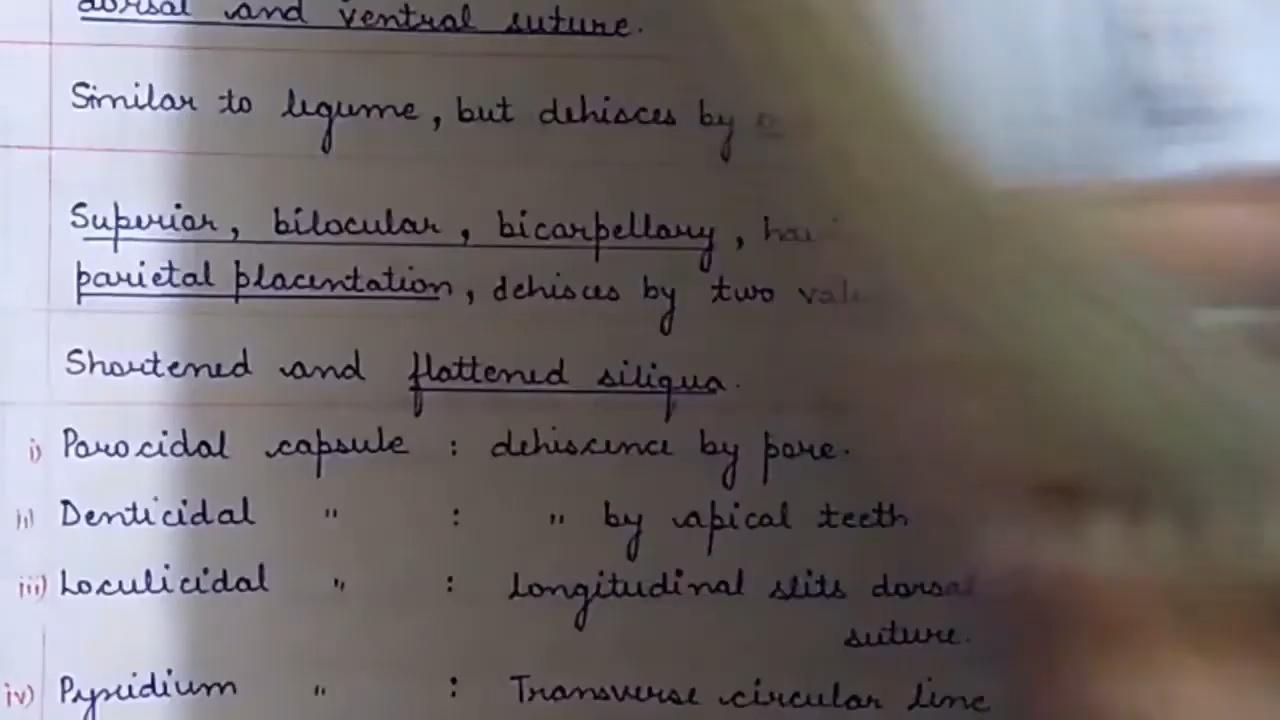 dorsal and ventral suture.
Similar to legume, but dehisces by
Superior, bilocular, bicarpellary,
parietal placentation, dehisces by two
Shortened and flattened siliqua.
i) Porocidal capsule : dehiscence by pore.
ii) Denticidal " : " by apical teeth
iii) Loculicidal " : Longitudinal slits dorsal
suture.
iv) Pyxidium " : Transverse circular line